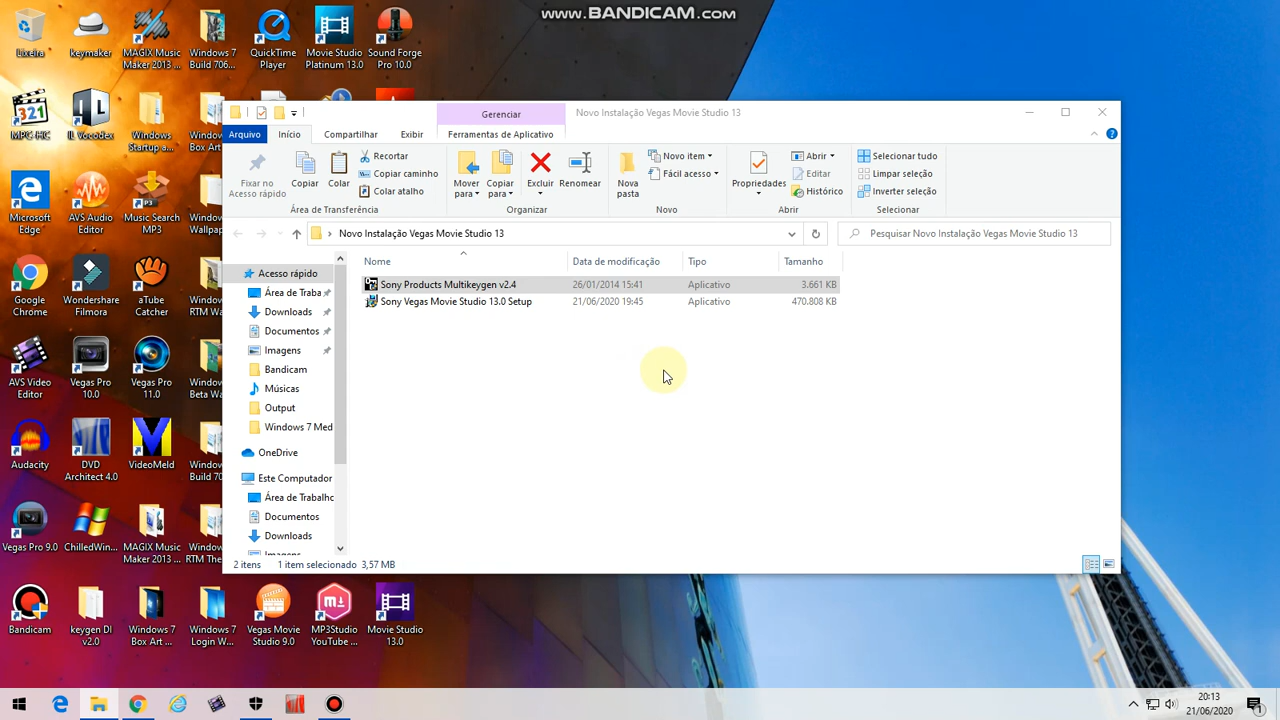 www.BANDICAM.com
Lixeira
keymaker
MAGIX Music
Maker 2013 ...
Windows 7
Build 706...
QuickTime
Player
Movie Studio
Platinum 13.0
Sound Forge
Pro 10.0
MPC-HC
IL Vocodex
Windows
Startup a...
Microsoft
Edge
AVS Audio
Editor
Music Search
MP3
Google
Chrome
Wondershare
Filmora
aTube
Catcher
AVS Video
Editor
Vegas Pro
10.0
Vegas Pro
11.0
Audacity
DVD
Architect 4.0
VideoMeld
Vegas Pro 9.0
ChilledWin...
MAGIX Music
Maker 2013 ...
Bandicam
keygen DI
v2.0
Windows 7
Box Art ...
Windows 7
Login W...
Vegas Movie
Studio 9.0
MP3Studio
YouTube ...
Movie Studio
13.0
Gerenciar
Novo Instalação Vegas Movie Studio 13
Arquivo
Início
Compartilhar
Exibir
Ferramentas de Aplicativo
Fixar no
Acesso rápido
Copiar
Colar
Recortar
Copiar caminho
Colar atalho
Área de Transferência
Mover
para
Copiar
para
Excluir
Renomear
Organizar
Nova
pasta
Novo item
Fácil acesso
Novo
Propriedades
Abrir
Editar
Histórico
Abrir
Selecionar tudo
Limpar seleção
Inverter seleção
Selecionar
Novo Instalação Vegas Movie Studio 13
Pesquisar Novo Instalação Vegas Movie Studio 13
Nome
Data de modificação
Tipo
Tamanho
Sony Products Multikeygen v2.4 26/01/2014 15:41 Aplicativo 3.661 KB
Sony Vegas Movie Studio 13.0 Setup 21/06/2020 19:45 Aplicativo 470.808 KB
Acesso rápido
Área de Traba
Downloads
Documentos
Imagens
Bandicam
Músicas
Output
Windows 7 Med
OneDrive
Este Computador
Área de Trabalho
Documentos
Downloads
2 itens 1 item selecionado 3,57 MB
20:13
21/06/2020
1